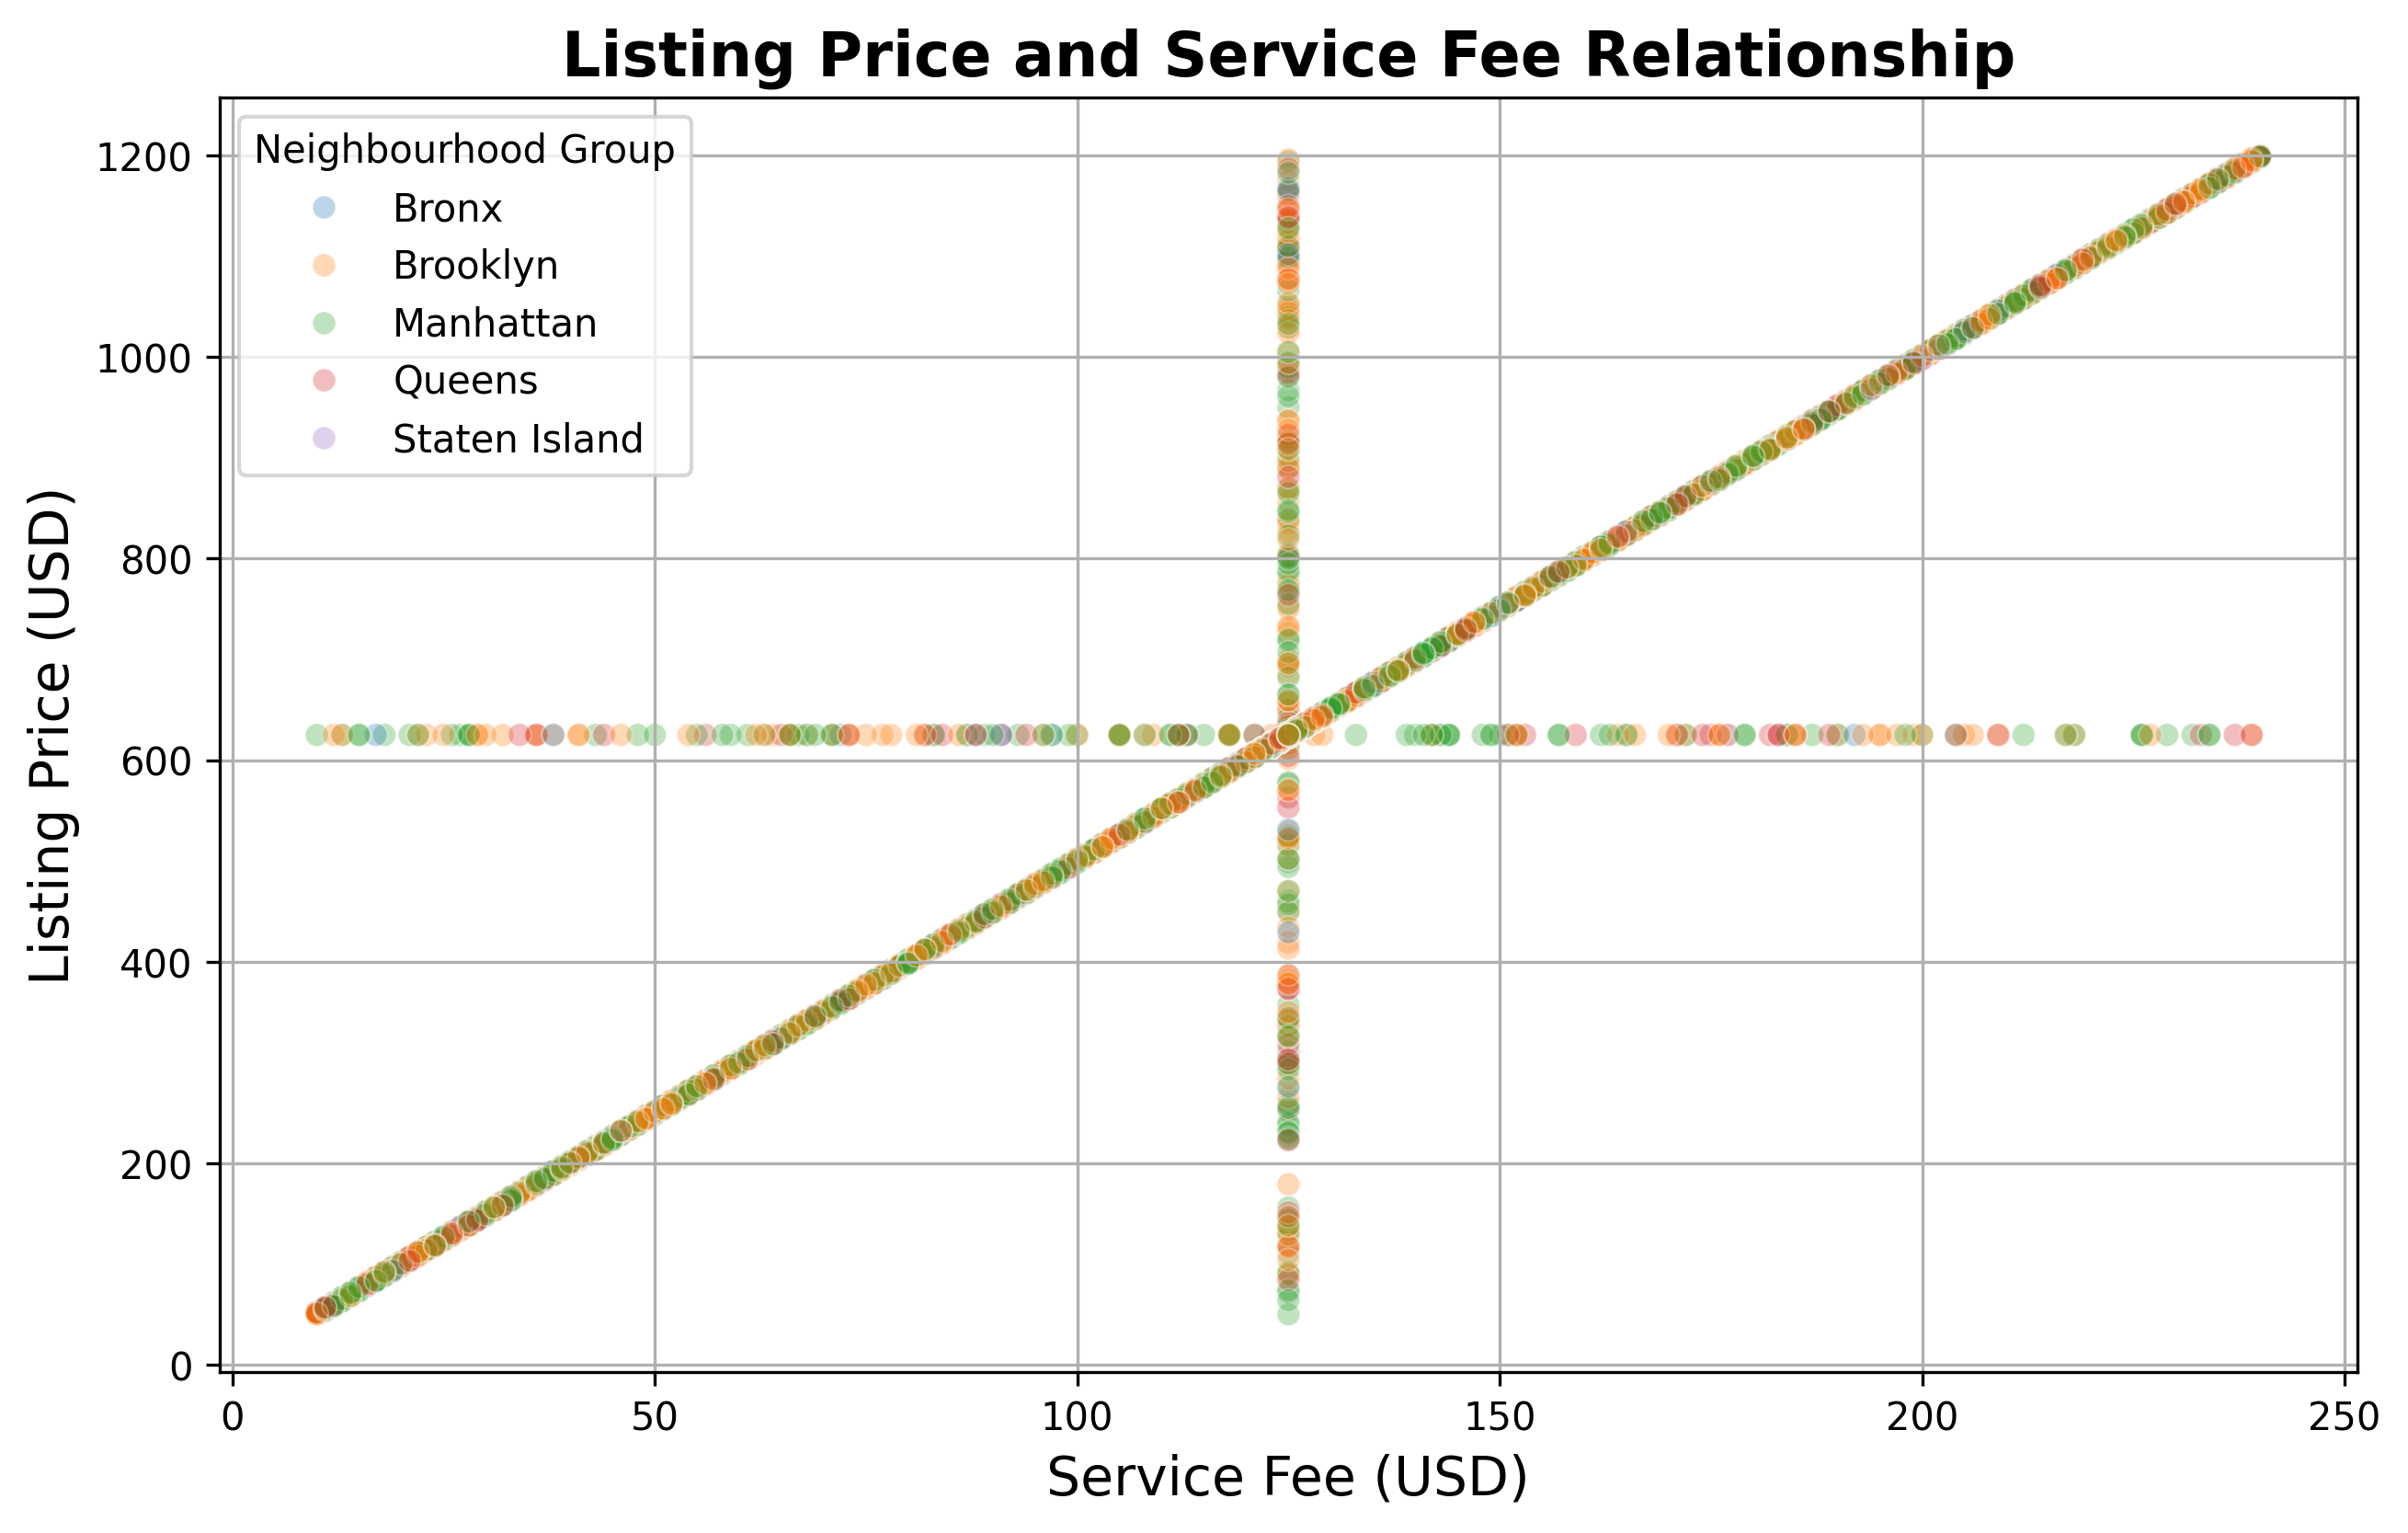 Listing Price and Service Fee Relationship
Neighbourhood Group
Bronx
Brooklyn
Manhattan
Queens
Staten Island
Listing Price (USD)
1200
1000
800
600
400
200
0
0 50 100 150 200 250
Service Fee (USD)